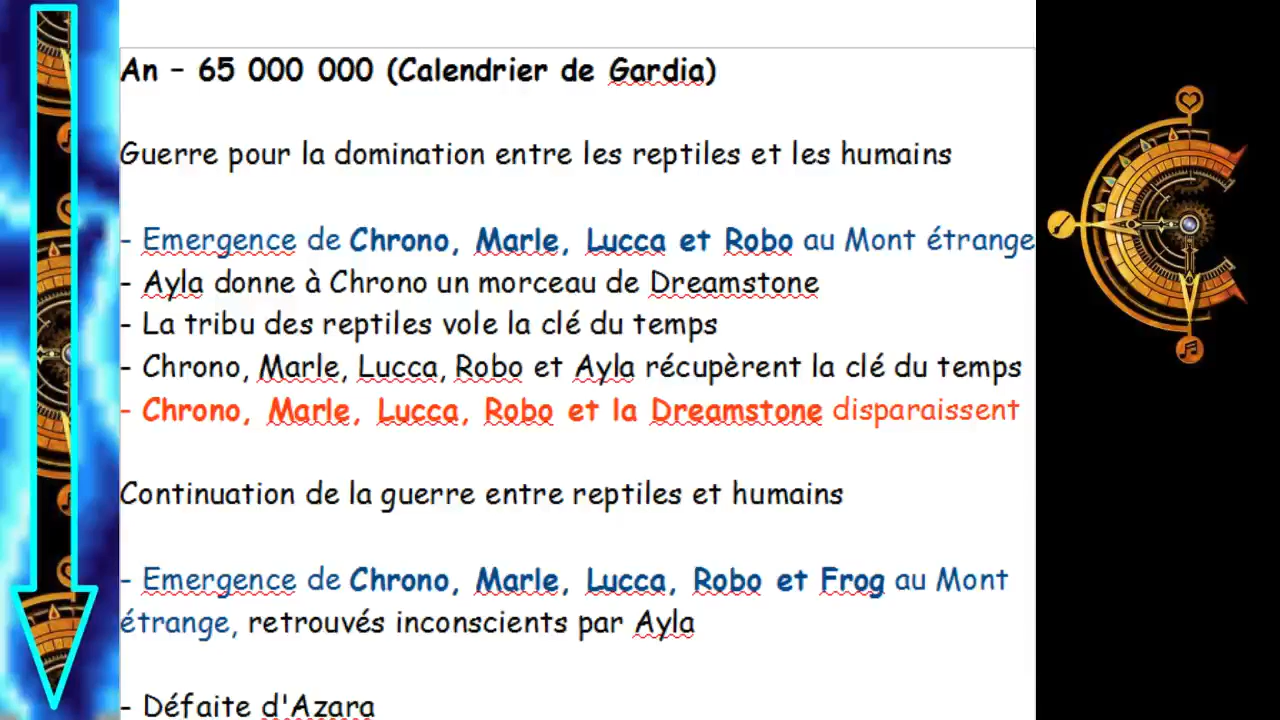 An – 65 000 000 (Calendrier de Gardia)
Guerre pour la domination entre les reptiles et les humains
- Emergence de Chrono, Marle, Lucca et Robo au Mont étrange
- Ayla donne à Chrono un morceau de Dreamstone
- La tribu des reptiles vole la clé du temps
- Chrono, Marle, Lucca, Robo et Ayla récupèrent la clé du temps
- Chrono, Marle, Lucca, Robo et la Dreamstone disparaissent
Continuation de la guerre entre reptiles et humains
- Emergence de Chrono, Marle, Lucca, Robo et Frog au Mont
étrange, retrouvés inconscients par Ayla
- Défaite d'Azara